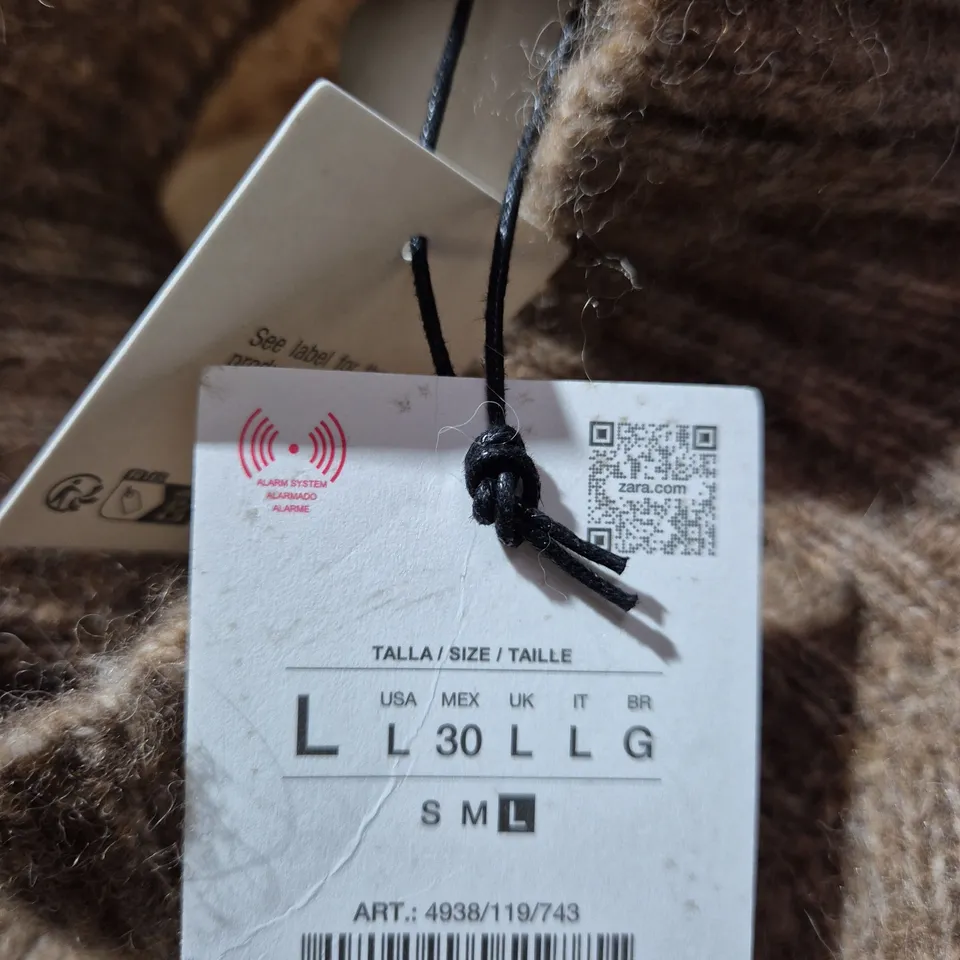 See label for
ALARM SYSTEM
ALARMADO
ALARME
zara.com
TALLA / SIZE / TAILLE
USA MEX UK IT BR
L L 30 L L G
S M L
ART.: 4938/119/743